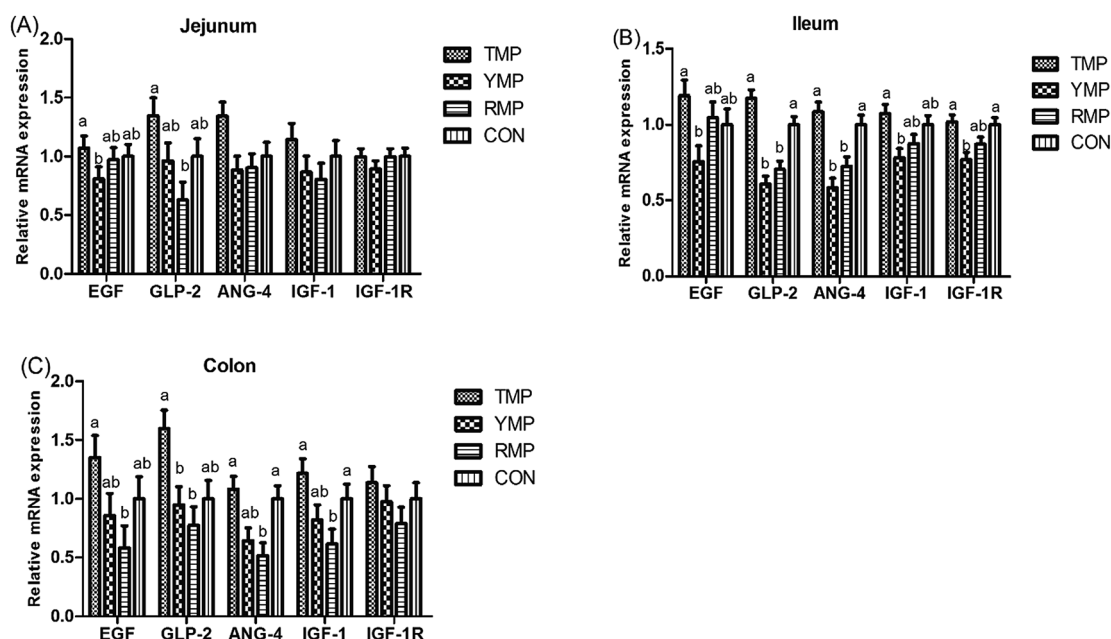 (A)
Jejunum
Relative mRNA expression
2.0
1.5
1.0
0.5
0.0
a
b
ab
ab
a
ab
b
ab
EGF GLP-2 ANG-4 IGF-1 IGF-1R
TMP
YMP
RMP
CON
(B)
Ileum
Relative mRNA expression
1.5
1.0
0.5
0.0
a
b
ab
ab
a
b
b
a
a
b
b
a
a
b
ab
ab
a
b
ab
a
EGF GLP-2 ANG-4 IGF-1 IGF-1R
TMP
YMP
RMP
CON
(C)
Colon
Relative mRNA expression
2.0
1.5
1.0
0.5
0.0
a
ab
b
ab
a
b
b
ab
a
ab
b
a
a
ab
b
a
EGF GLP-2 ANG-4 IGF-1 IGF-1R
TMP
YMP
RMP
CON